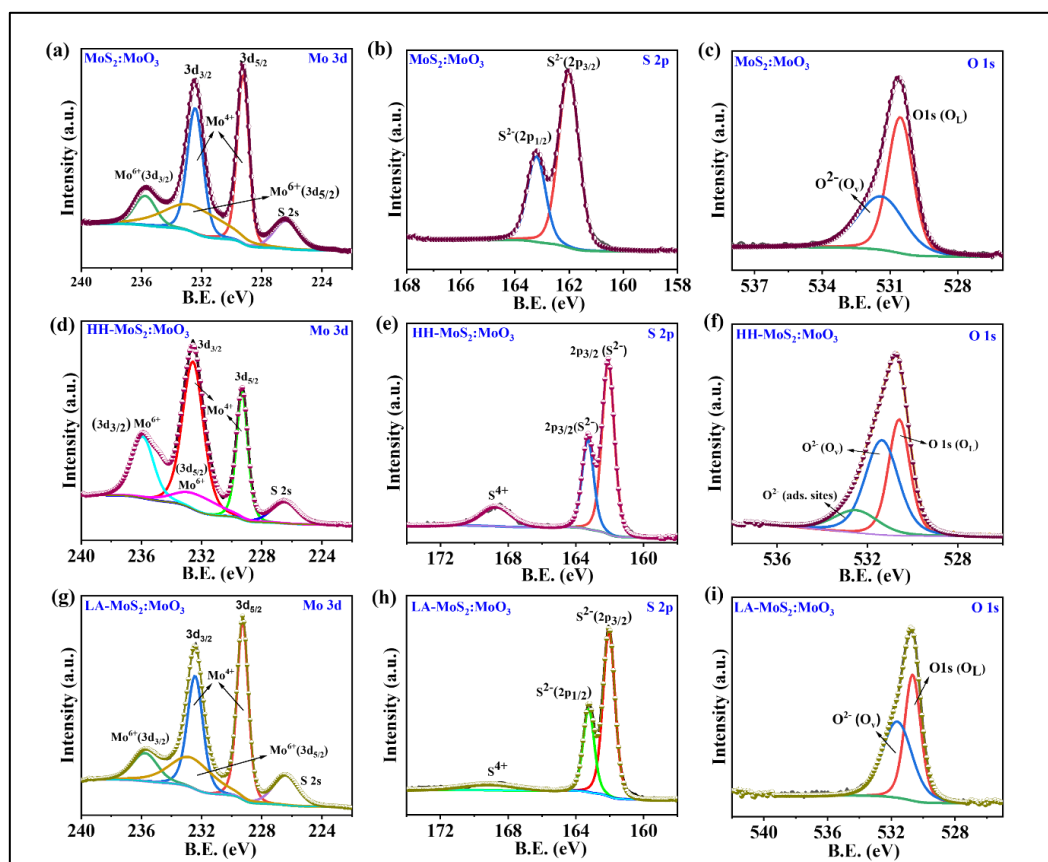 (a)
MoS₂:MoO₃
Mo 3d
3d₃/₂
3d₅/₂
Mo⁴⁺
Mo⁶⁺(3d₃/₂)
Mo⁶⁺(3d₅/₂)
S 2s
Intensity (a.u.)
240 236 232 228 224
B.E. (eV)
(b)
MoS₂:MoO₃
S 2p
S²⁻(2p₃/₂)
S²⁻(2p₁/₂)
Intensity (a.u.)
168 166 164 162 160 158
B.E. (eV)
(c)
MoS₂:MoO₃
O 1s
O1s (O_L)
O²⁻(Oᵥ)
Intensity (a.u.)
537 534 531 528
B.E. (eV)
(d)
HH-MoS₂:MoO₃
Mo 3d
3d₃/₂
3d₅/₂
Mo⁴⁺
(3d₃/₂) Mo⁶⁺
(3d₅/₂)
Mo⁶⁺
S 2s
Intensity (a.u.)
240 236 232 228 224
B.E. (eV)
(e)
HH-MoS₂:MoO₃
S 2p
2p₃/₂ (S²⁻)
2p₃/₂(S²⁻)
S⁴⁺
Intensity (a.u.)
172 168 164 160
B.E. (eV)
(f)
HH-MoS₂:MoO₃
O 1s
O²⁻ (Oᵥ)
O 1s (O_L)
O²⁻ (ads. sites)
Intensity (a.u.)
536 532 528
B.E. (eV)
(g)
LA-MoS₂:MoO₃
Mo 3d
3d₅/₂
3d₃/₂
Mo⁴⁺
Mo⁶⁺(3d₃/₂)
Mo⁶⁺(3d₅/₂)
S 2s
Intensity (a.u.)
240 236 232 228 224
B.E. (eV)
(h)
LA-MoS₂:MoO₃
S 2p
S²⁻(2p₃/₂)
S²⁻(2p₁/₂)
S⁴⁺
Intensity (a.u.)
172 168 164 160
B.E. (eV)
(i)
LA-MoS₂:MoO₃
O 1s
O1s (O_L)
O²⁻ (Oᵥ)
Intensity (a.u.)
540 535 530 525
B.E. (eV)